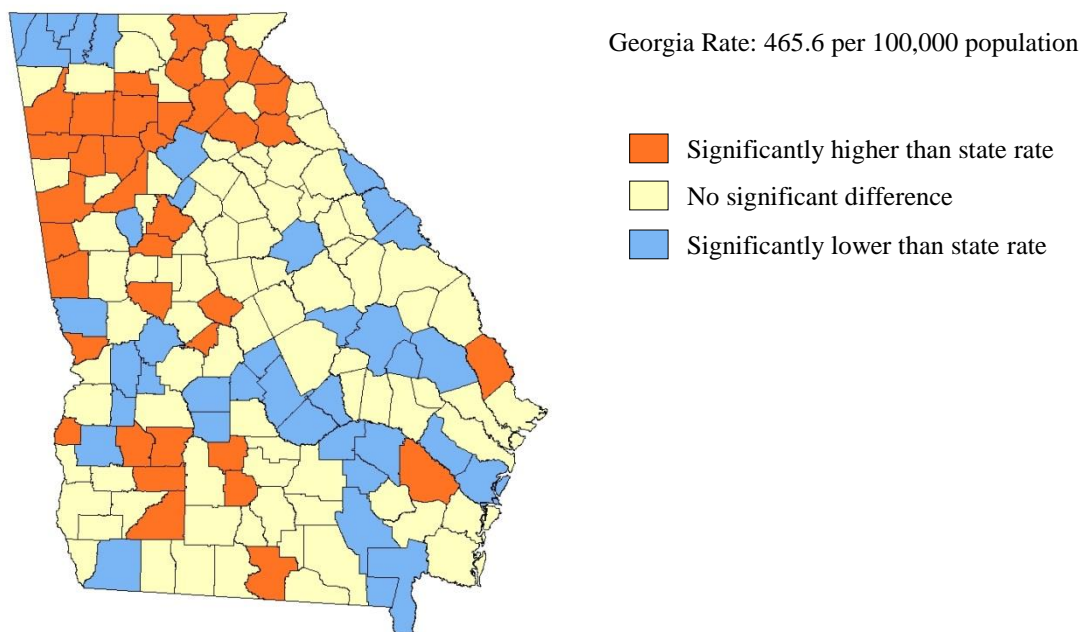 Georgia Rate: 465.6 per 100,000 population
Significantly higher than state rate
No significant difference
Significantly lower than state rate